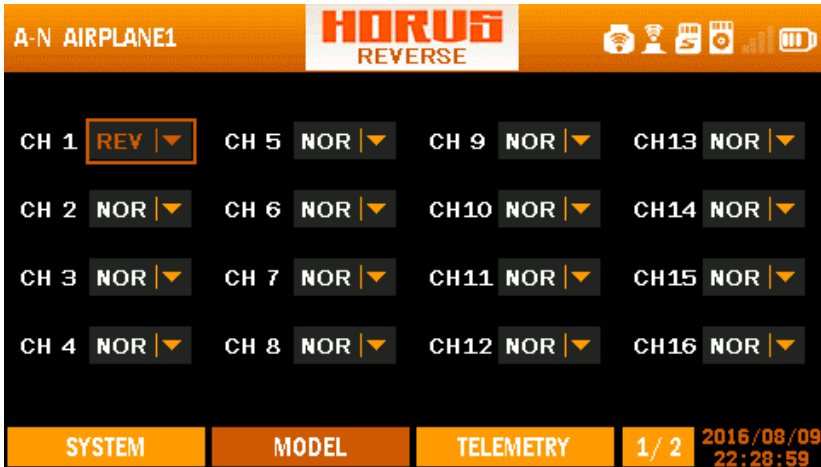 A-N AIRPLANE1
HORUS
REVERSE
CH 1 REV CH 5 NOR CH 9 NOR CH13 NOR
CH 2 NOR CH 6 NOR CH10 NOR CH14 NOR
CH 3 NOR CH 7 NOR CH11 NOR CH15 NOR
CH 4 NOR CH 8 NOR CH12 NOR CH16 NOR
SYSTEM MODEL TELEMETRY 1/ 2 2016/08/09
22:28:59